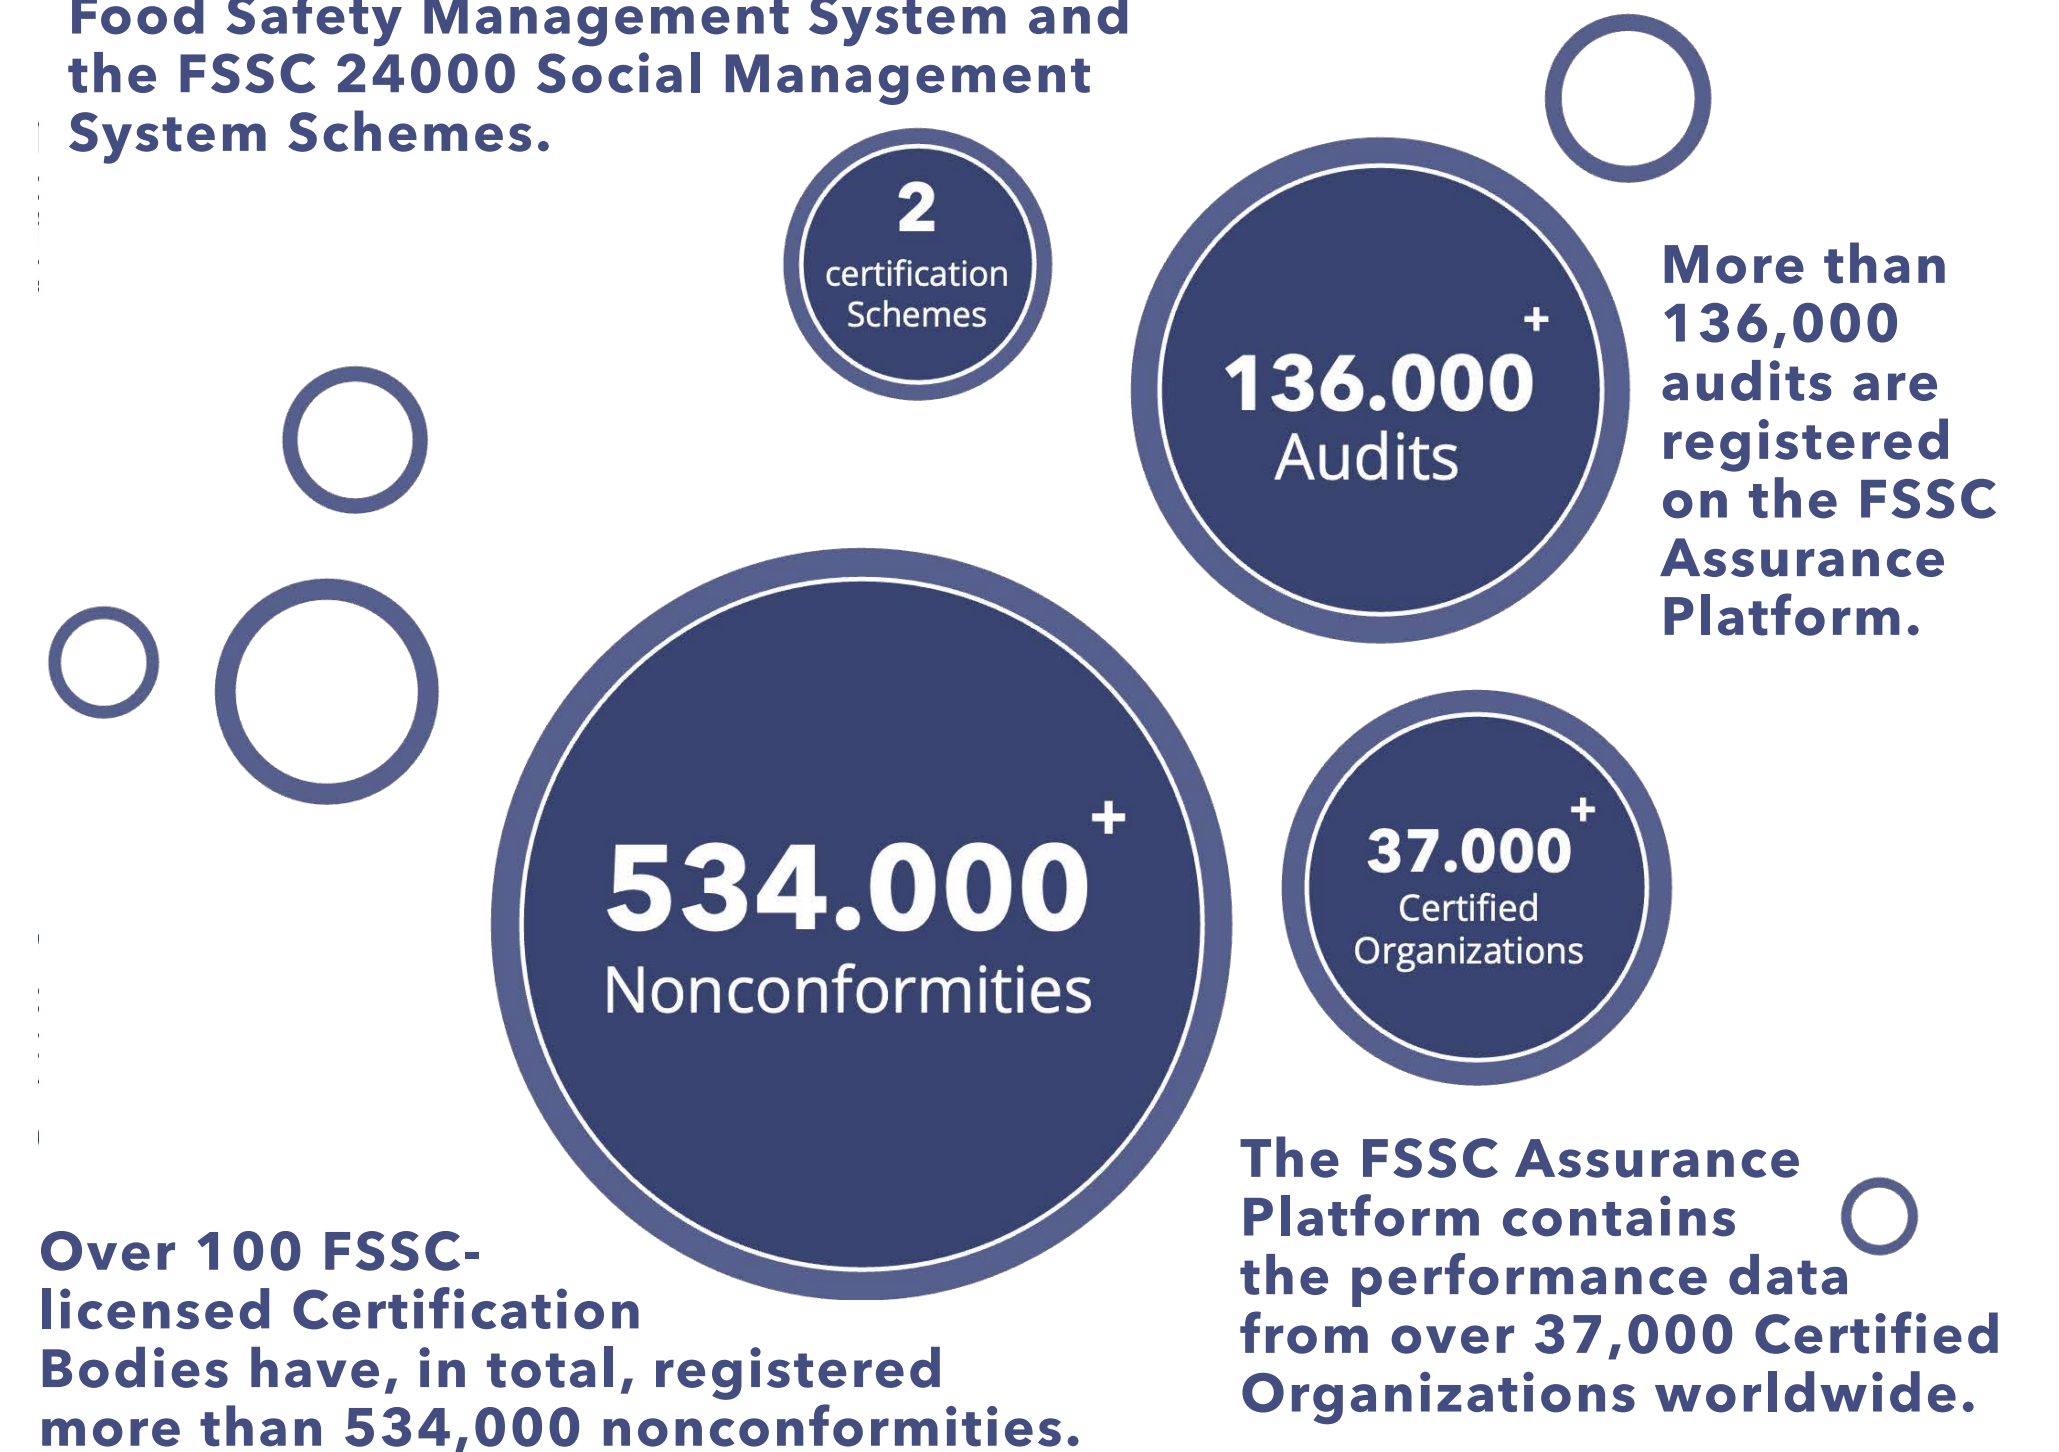 Food Safety Management System and
the FSSC 24000 Social Management
System Schemes.
2
certification
Schemes
+
136.000
Audits
More than
136,000
audits are
registered
on the FSSC
Assurance
Platform.
+
534.000
Nonconformities
+
37.000
Certified
Organizations
Over 100 FSSC-
licensed Certification
Bodies have, in total, registered
more than 534,000 nonconformities.
The FSSC Assurance
Platform contains
the performance data
from over 37,000 Certified
Organizations worldwide.